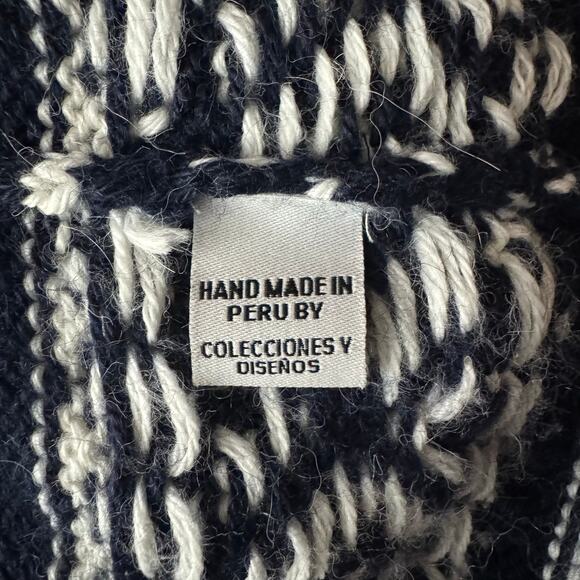 HAND MADE IN
PERU BY
COLECCIONES Y
DISEÑOS